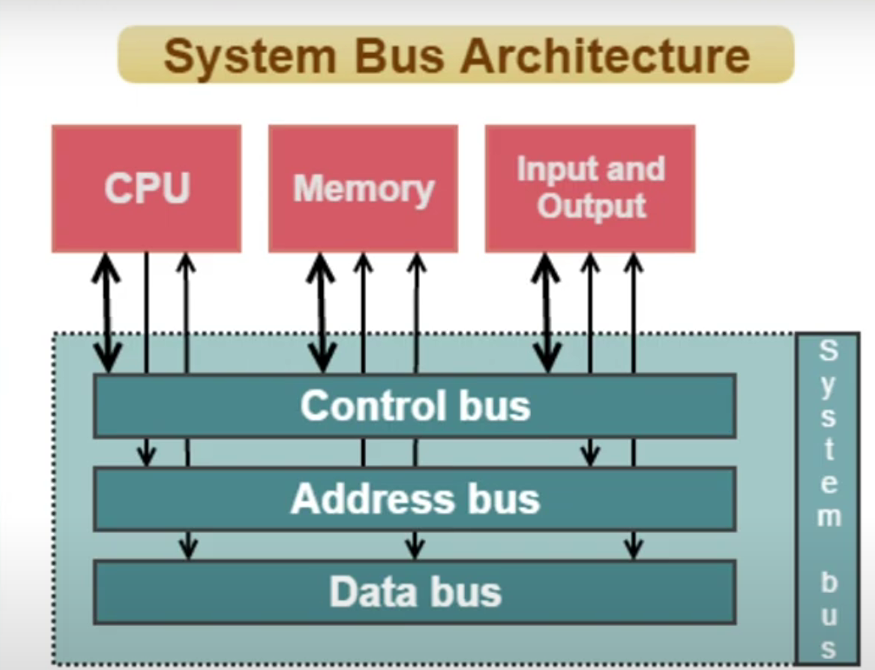 System Bus Architecture
CPU
Memory
Input and
Output
Control bus
Address bus
Data bus
System bus